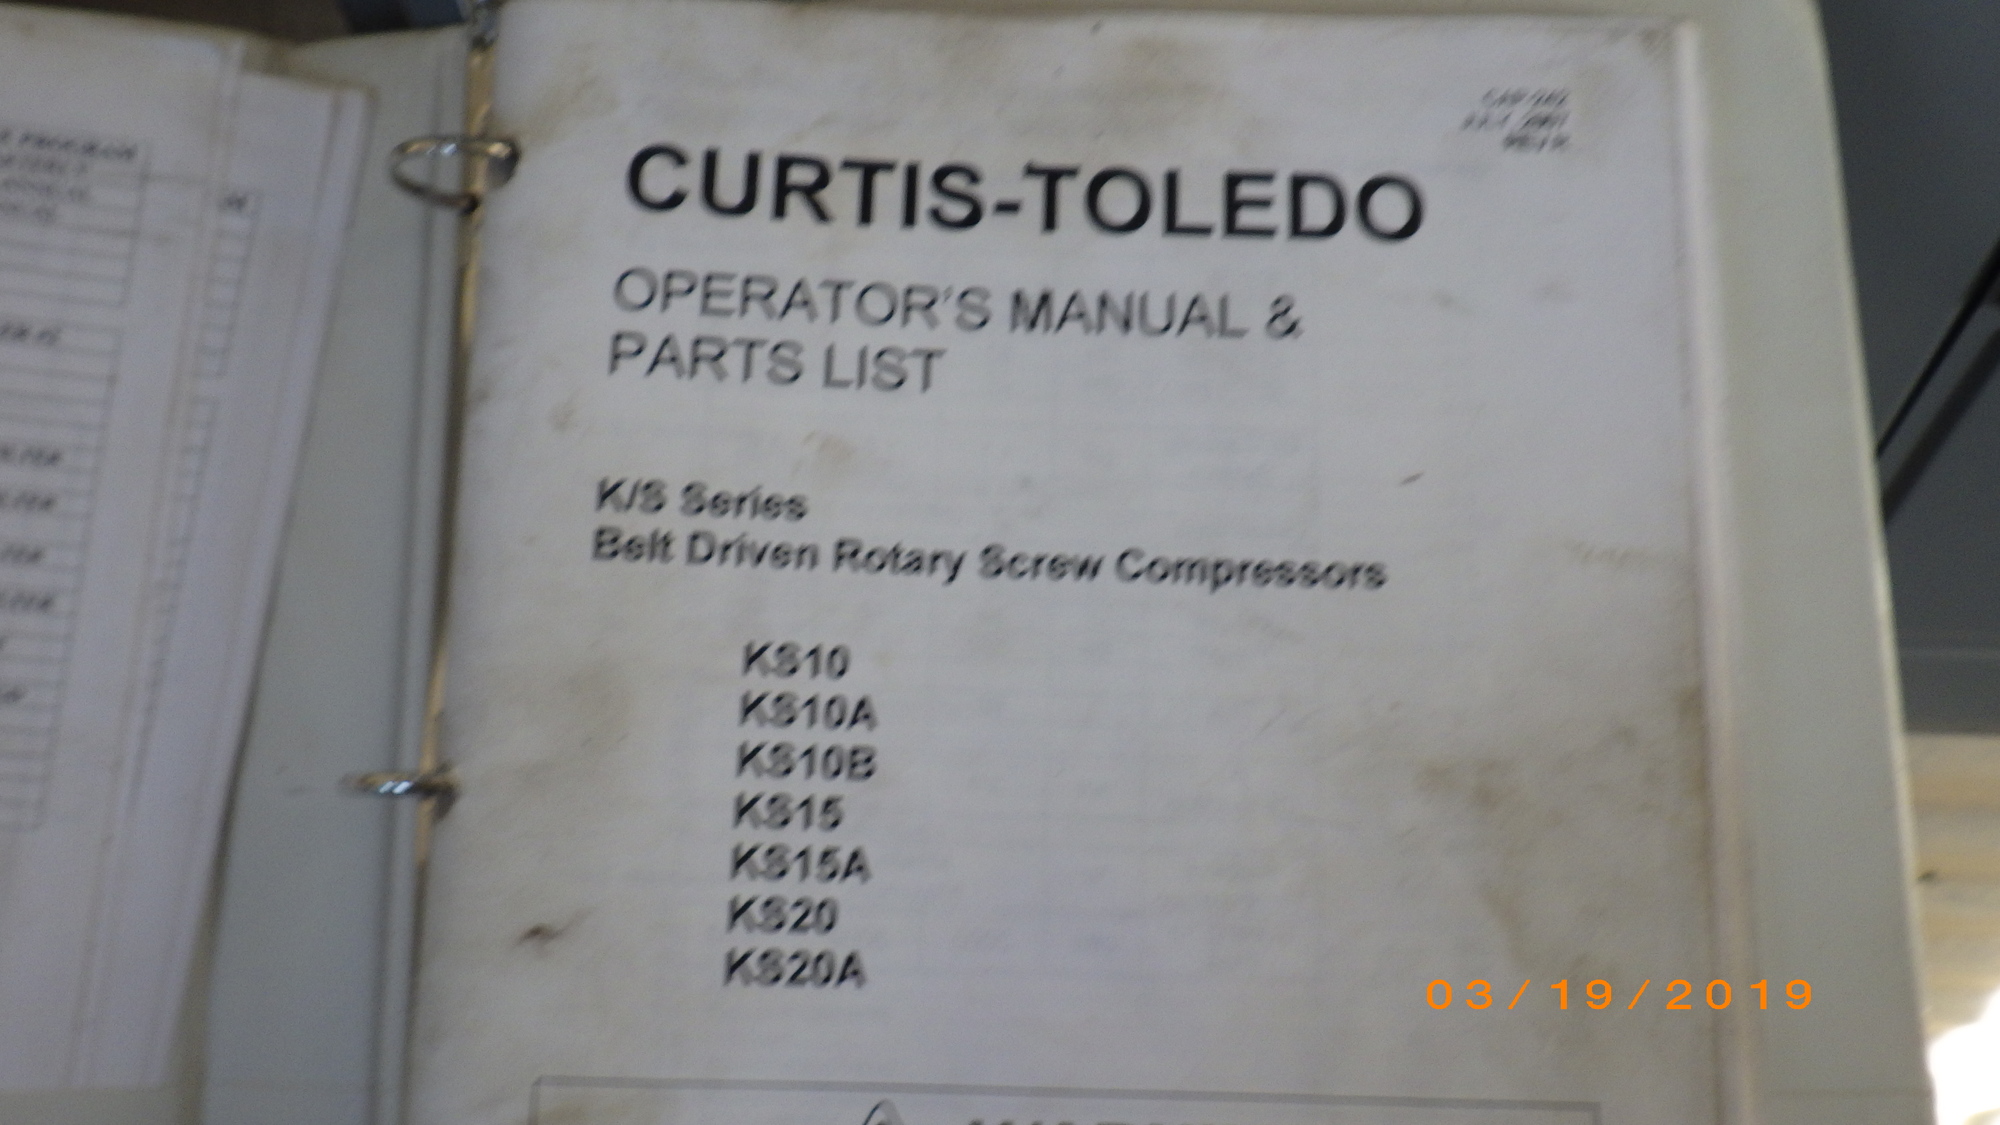 E PROGRAM
CURTIS-TOLEDO
OPERATOR'S MANUAL &
PARTS LIST
K/S Series
Belt Driven Rotary Screw Compressors
KS10
KS10A
KS10B
KS15
KS15A
KS20
KS20A
03/19/2019